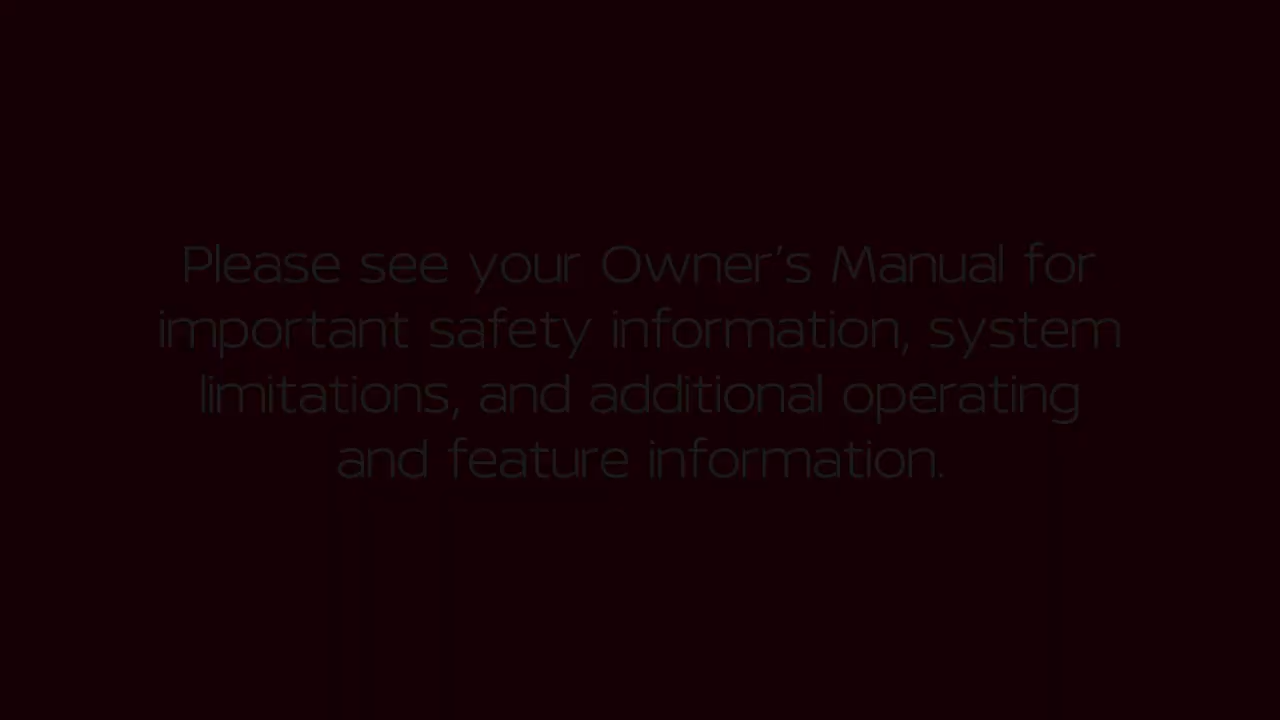 Please see your Owner’s Manual for
important safety information, system
limitations, and additional operating
and feature information.